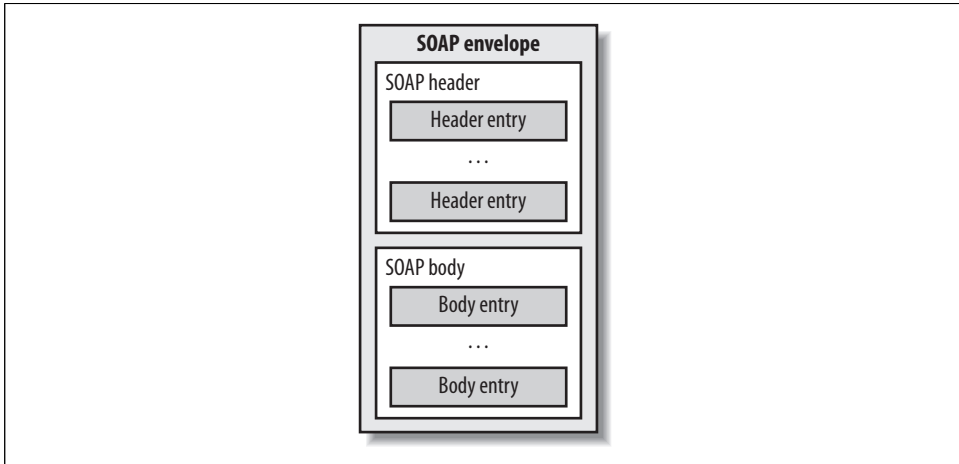 SOAP envelope
SOAP header
Header entry
...
Header entry
SOAP body
Body entry
...
Body entry